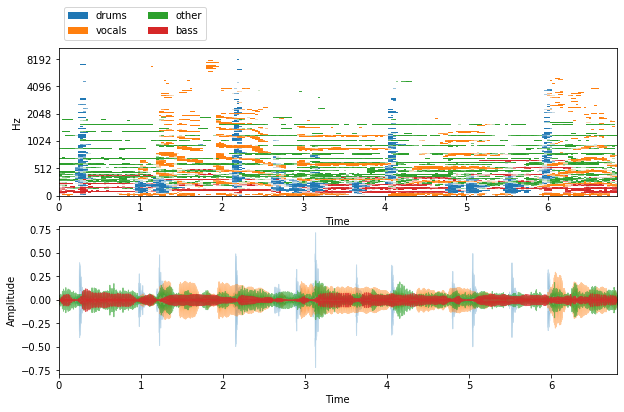 drums other
vocals bass
8192
4096
2048
1024
512
0
Hz
0 1 2 3 4 5 6
Time
0.75
0.50
0.25
0.00
−0.25
−0.50
−0.75
Amplitude
0 1 2 3 4 5 6
Time